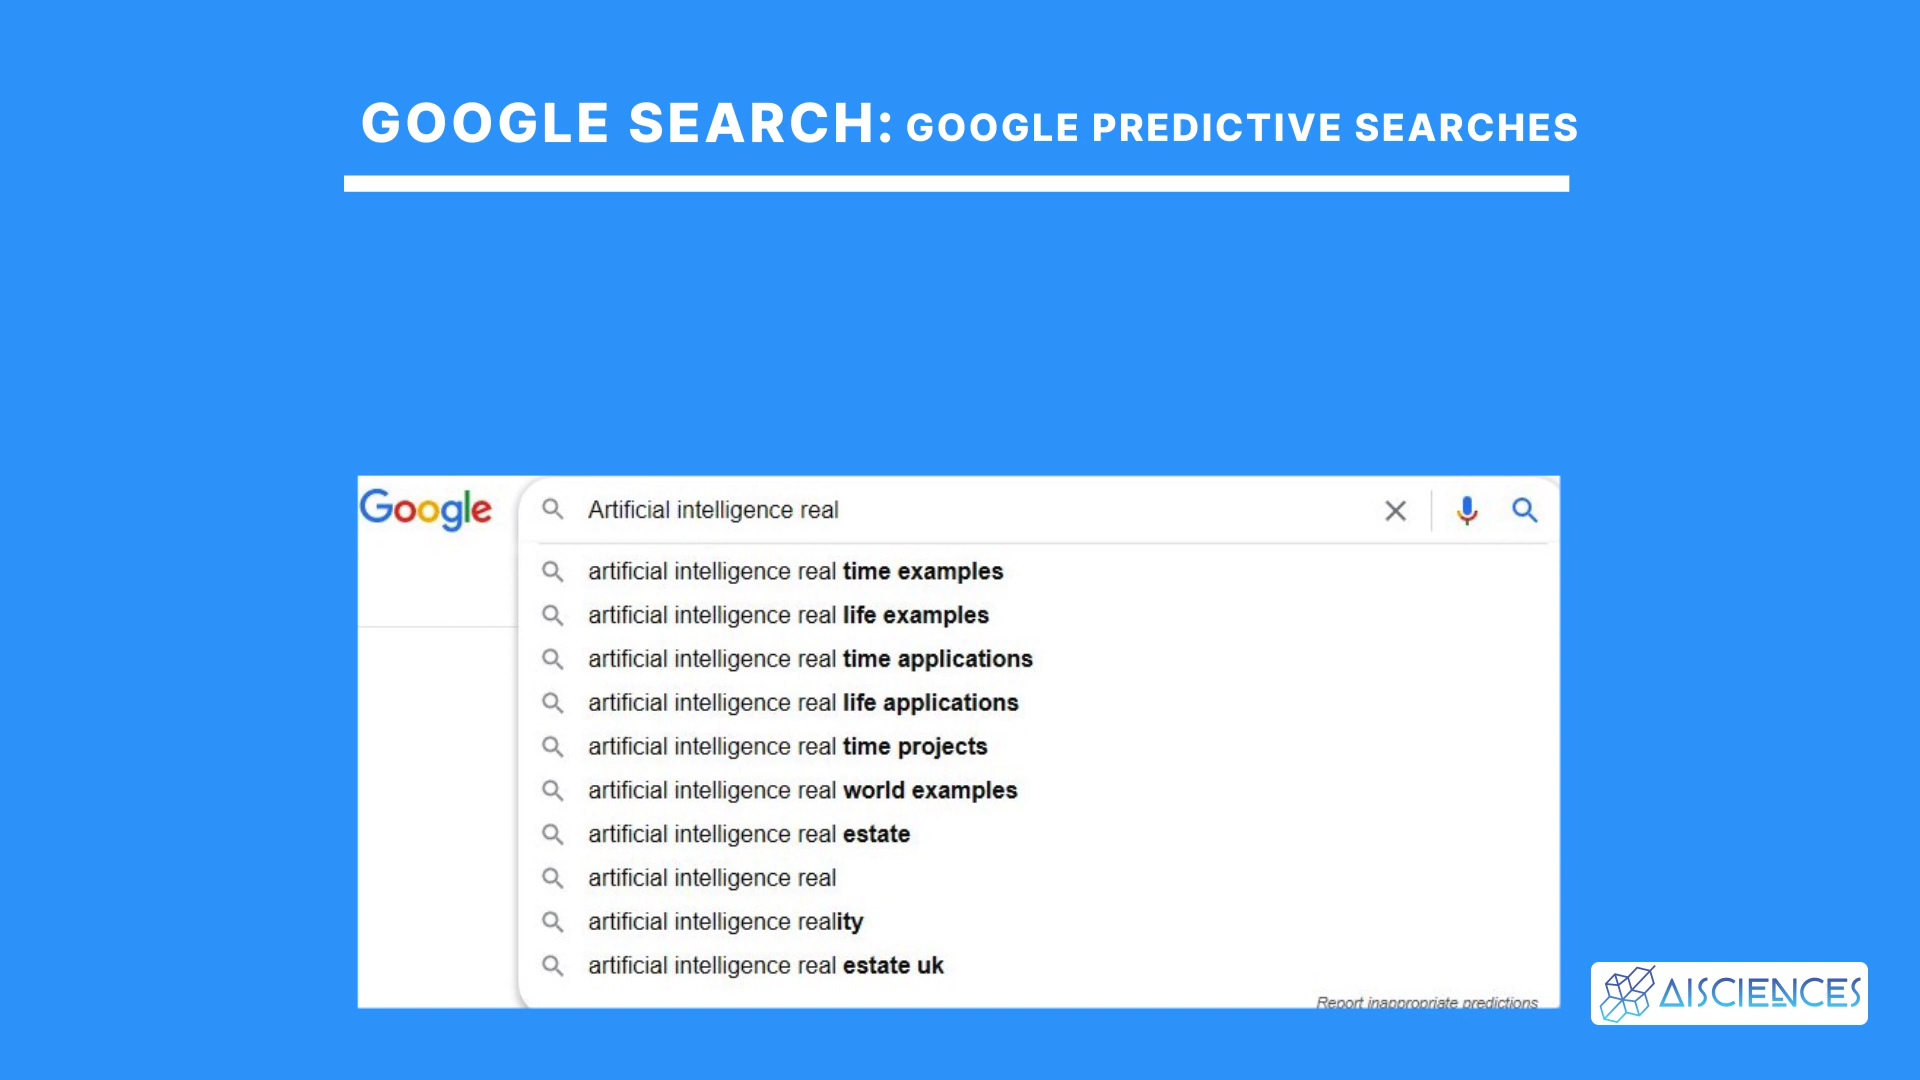 GOOGLE SEARCH: GOOGLE PREDICTIVE SEARCHES
Google
Artificial intelligence real
artificial intelligence real time examples
artificial intelligence real life examples
artificial intelligence real time applications
artificial intelligence real life applications
artificial intelligence real time projects
artificial intelligence real world examples
artificial intelligence real estate
artificial intelligence real
artificial intelligence reality
artificial intelligence real estate uk
Report inappropriate predictions
AISCIENCES